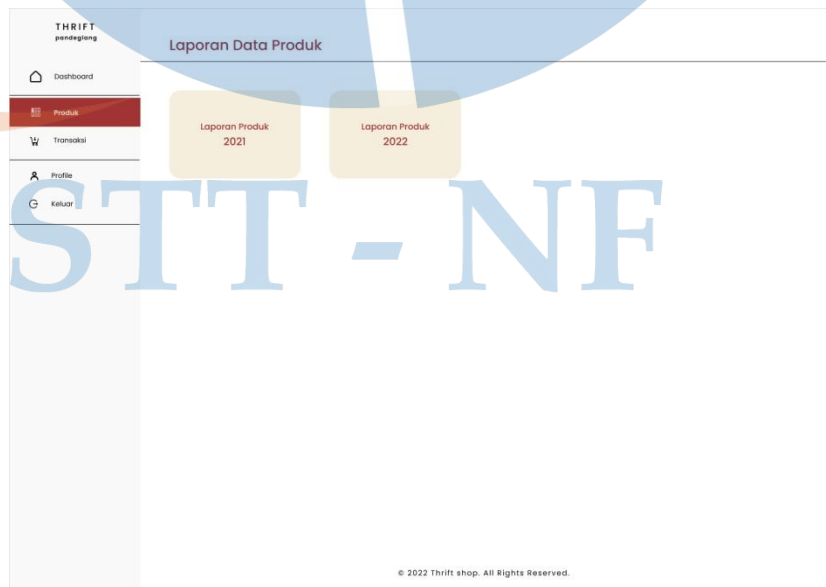 THRIFT
pandeglang
Laporan Data Produk
Dashboard
Produk
Transaksi
Profile
Keluar
Laporan Produk
2021
Laporan Produk
2022
STT - NF
© 2022 Thrift shop. All Rights Reserved.